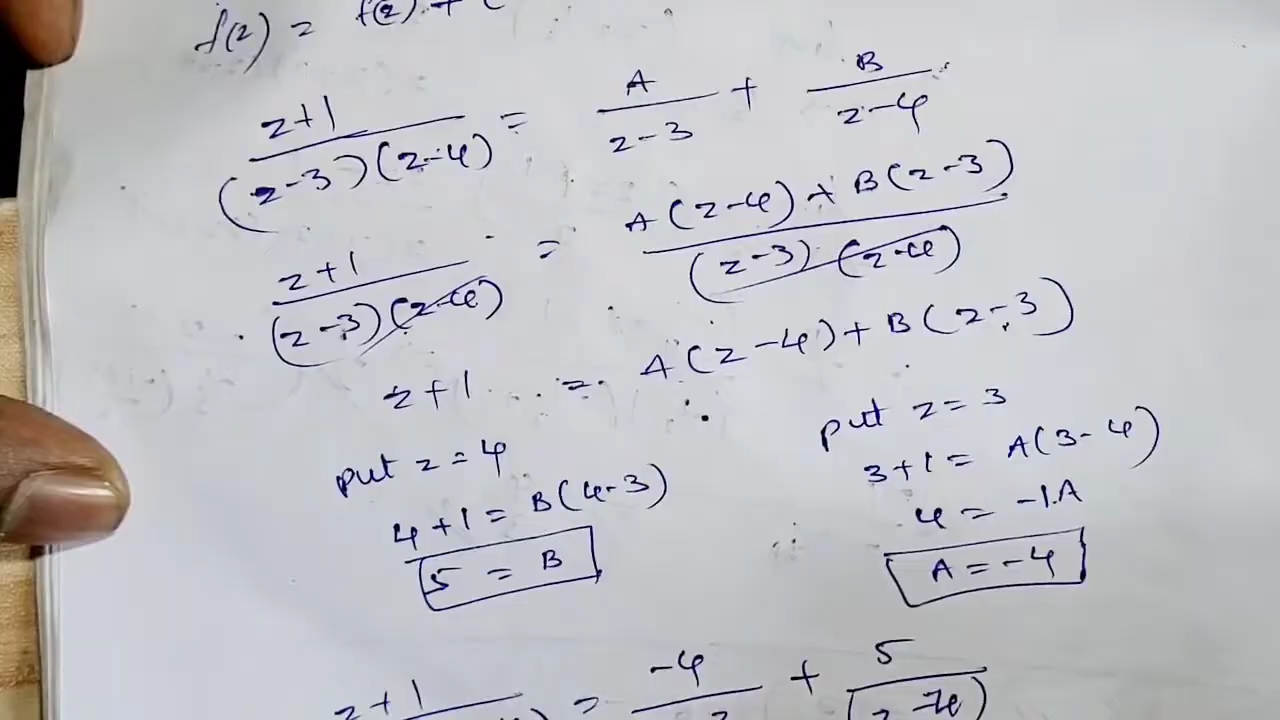 f(z) = f(z) +
z+1 / (z-3)(z-4) = A / z-3 + B / z-4
z+1 / (z-3)(z-4) = A(z-4) + B(z-3) / (z-3)(z-4)
z+1 = A(z-4) + B(z-3)
put z=4
4+1 = B(4-3)
5 = B
put z=3
3+1 = A(3-4)
4 = -1.A
A = -4
z+1 = -4 + 5 / (z-4)